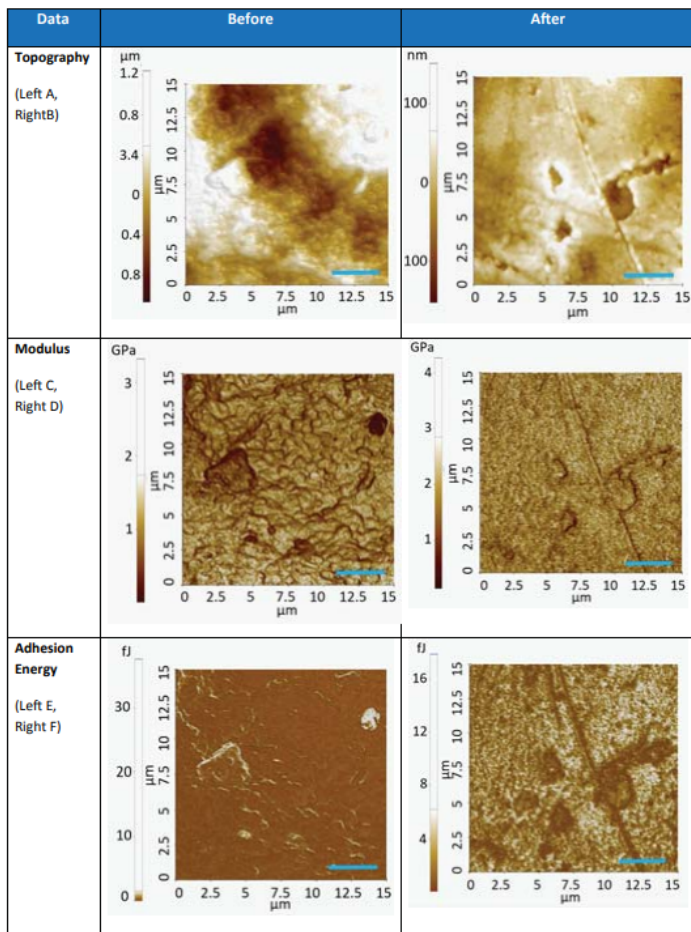 Data Before After
Topography
(Left A,
RightB)
µm
1.2
0.8
3.4
0
0.4
0.8
µm
15
12.5
10
7.5
5
2.5
0
0 2.5 5 7.5 10 12.5 15
µm
nm
100
0
100
µm
15
12.5
10
7.5
5
2.5
0
0 2.5 5 7.5 10 12.5 15
µm
Modulus
(Left C,
Right D)
GPa
3
2
1
µm
15
12.5
10
7.5
5
2.5
0
0 2.5 5 7.5 10 12.5 15
µm
GPa
4
3
2
1
µm
15
12.5
10
7.5
5
2.5
0
0 2.5 5 7.5 10 12.5 15
µm
Adhesion
Energy
(Left E,
Right F)
fJ
30
20
10
0
µm
15
12.5
10
7.5
5
2.5
0
0 2.5 5 7.5 10 12.5 15
µm
fJ
16
12
8
4
µm
15
12.5
10
7.5
5
2.5
0
0 2.5 5 7.5 10 12.5 15
µm